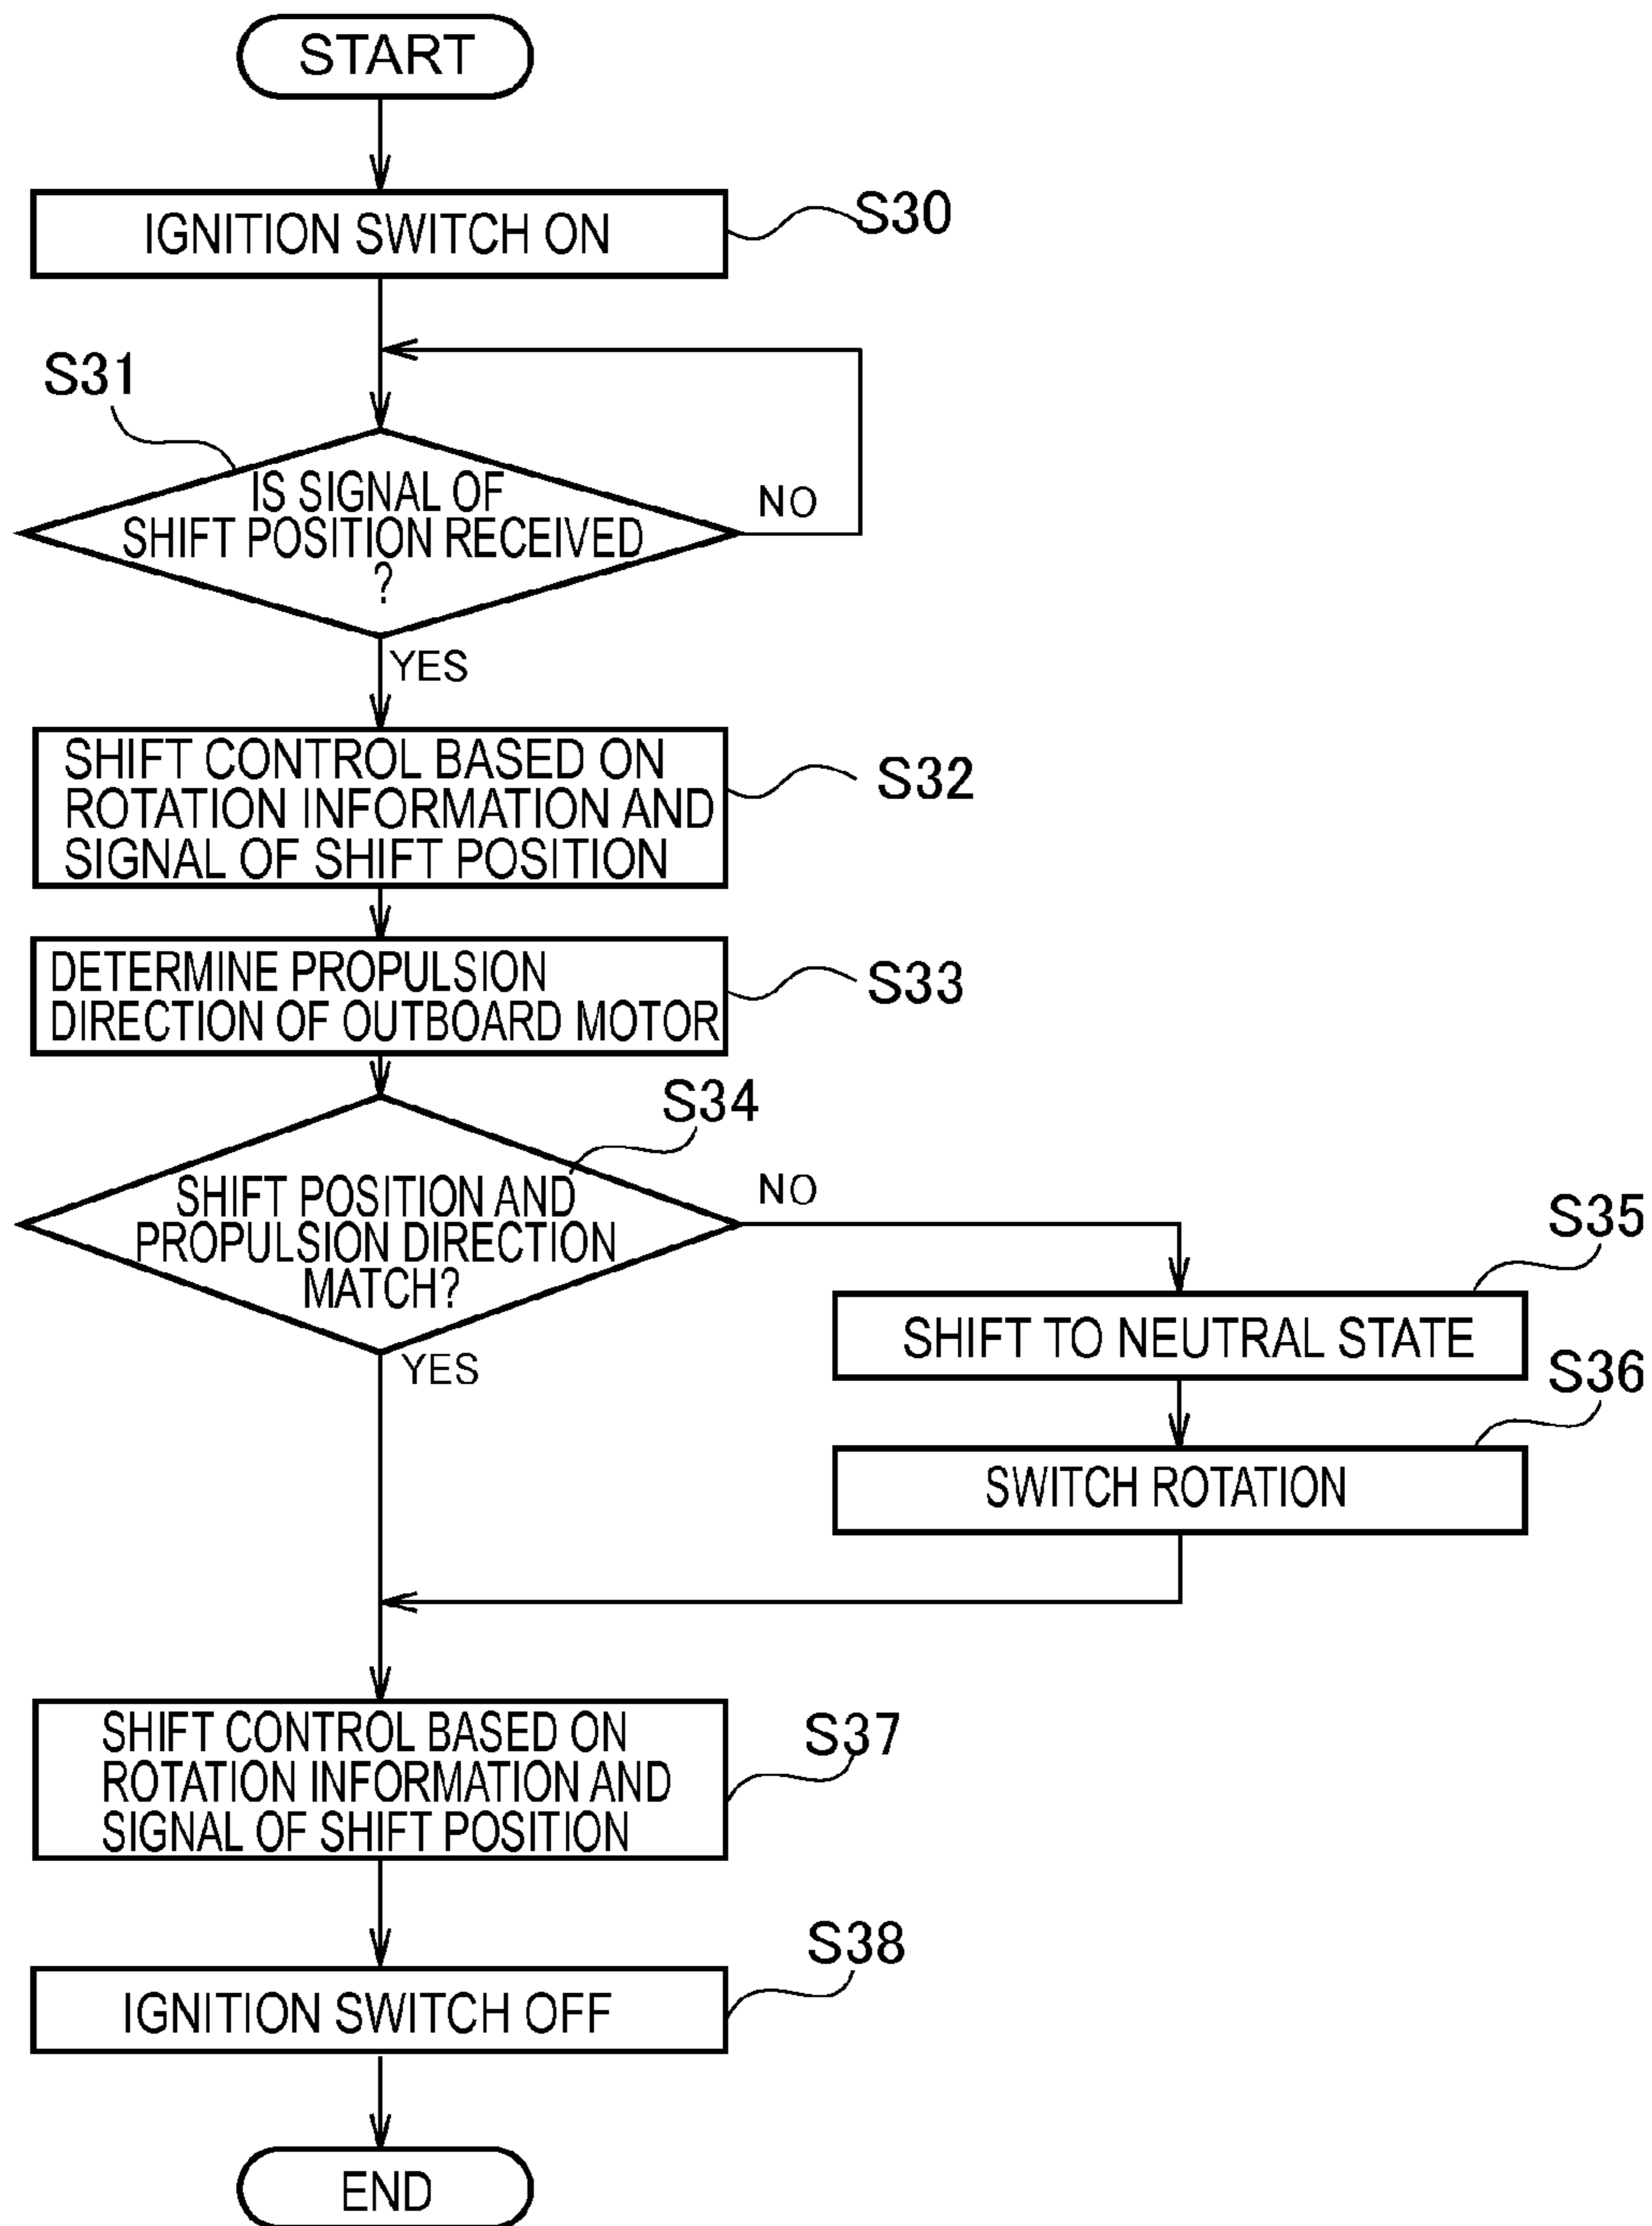 START
IGNITION SWITCH ON
S30
S31
IS SIGNAL OF
SHIFT POSITION RECEIVED
?
NO
YES
SHIFT CONTROL BASED ON
ROTATION INFORMATION AND
SIGNAL OF SHIFT POSITION
S32
DETERMINE PROPULSION
DIRECTION OF OUTBOARD MOTOR
S33
S34
SHIFT POSITION AND
PROPULSION DIRECTION
MATCH?
NO
YES
S35
SHIFT TO NEUTRAL STATE
S36
SWITCH ROTATION
SHIFT CONTROL BASED ON
ROTATION INFORMATION AND
SIGNAL OF SHIFT POSITION
S37
IGNITION SWITCH OFF
S38
END